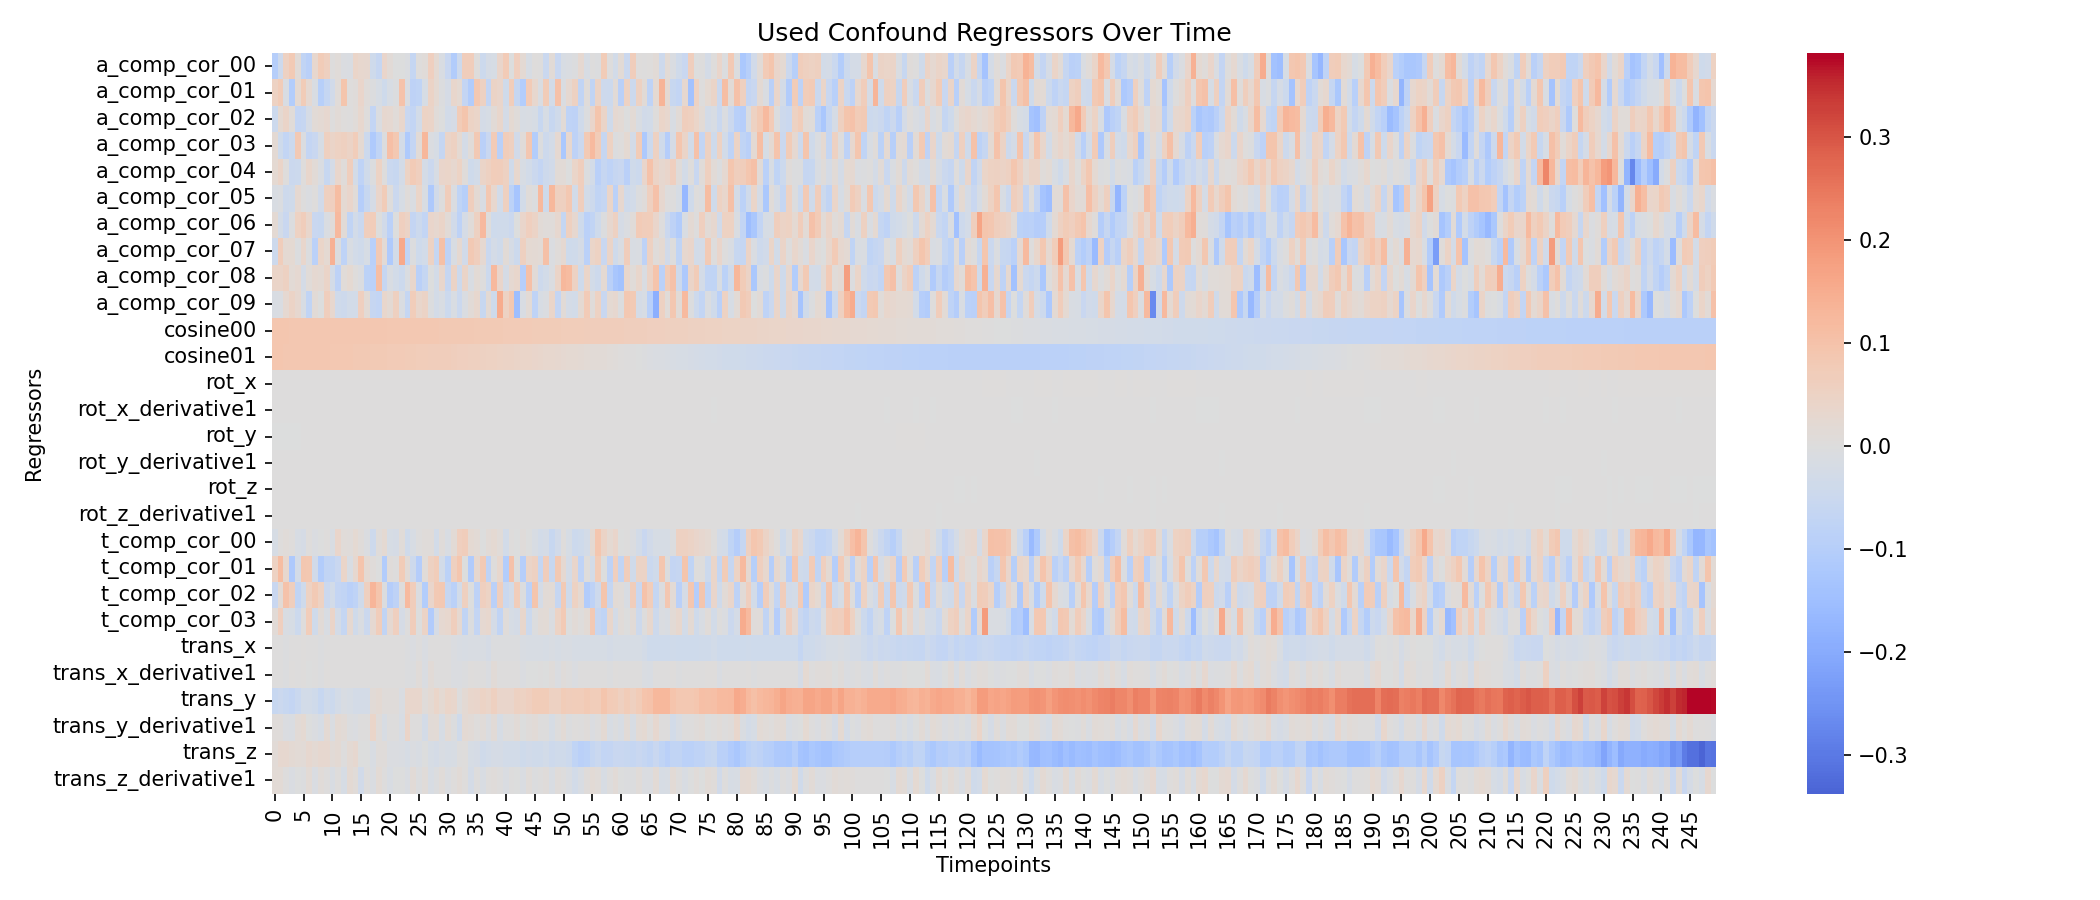 Used Confound Regressors Over Time
a_comp_cor_00
a_comp_cor_01
a_comp_cor_02
a_comp_cor_03
a_comp_cor_04
a_comp_cor_05
a_comp_cor_06
a_comp_cor_07
a_comp_cor_08
a_comp_cor_09
cosine00
cosine01
rot_x
rot_x_derivative1
rot_y
rot_y_derivative1
rot_z
rot_z_derivative1
t_comp_cor_00
t_comp_cor_01
t_comp_cor_02
t_comp_cor_03
trans_x
trans_x_derivative1
trans_y
trans_y_derivative1
trans_z
trans_z_derivative1
Regressors
0 5 10 15 20 25 30 35 40 45 50 55 60 65 70 75 80 85 90 95 100 105 110 115 120 125 130 135 140 145 150 155 160 165 170 175 180 185 190 195 200 205 210 215 220 225 230 235 240 245
Timepoints
0.3
0.2
0.1
0.0
−0.1
−0.2
−0.3